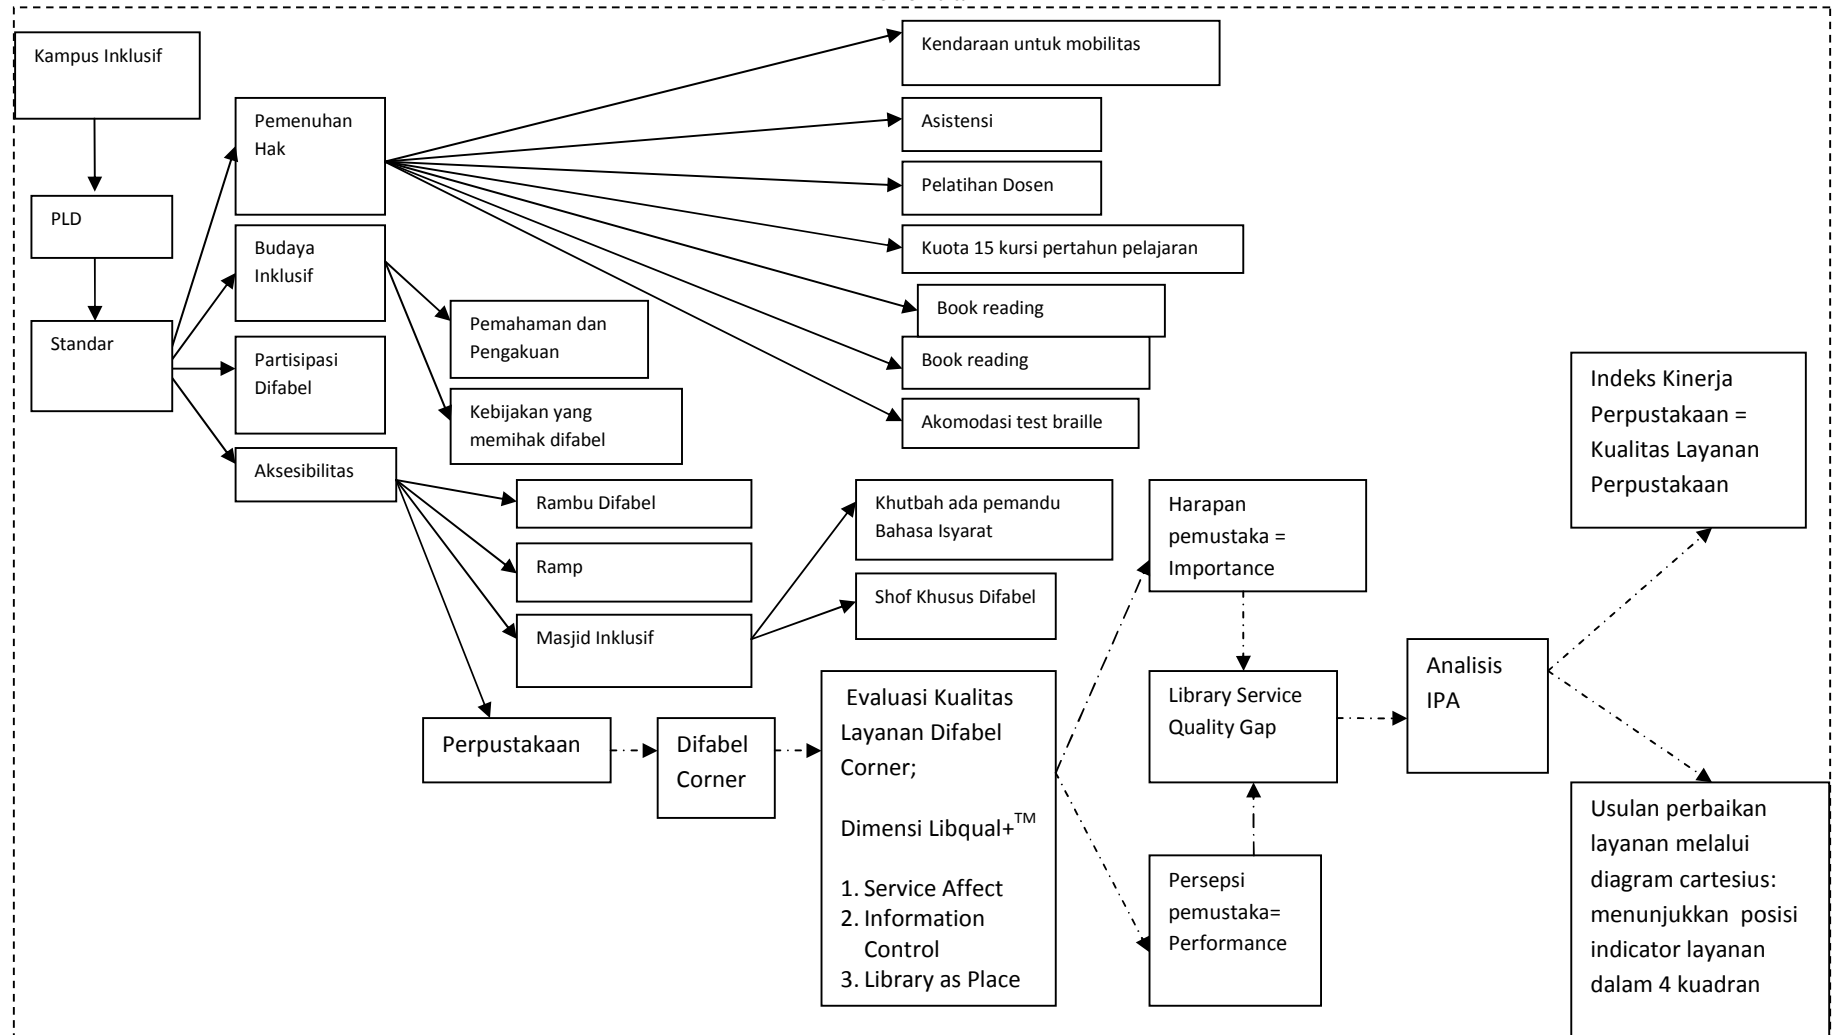 Kampus Inklusif
PLD
Standar
Pemenuhan
Hak
Budaya
Inklusif
Partisipasi
Difabel
Aksesibilitas
Kendaraan untuk mobilitas
Asistensi
Pelatihan Dosen
Kuota 15 kursi pertahun pelajaran
Book reading
Book reading
Akomodasi test braille
Pemahaman dan
Pengakuan
Kebijakan yang
memihak difabel
Rambu Difabel
Ramp
Masjid Inklusif
Khutbah ada pemandu
Bahasa Isyarat
Shof Khusus Difabel
Perpustakaan
Difabel
Corner
Evaluasi Kualitas
Layanan Difabel
Corner;
Dimensi Libqual+™
1. Service Affect
2. Information
Control
3. Library as Place
Harapan
pemustaka =
Importance
Library Service
Quality Gap
Persepsi
pemustaka=
Performance
Analisis
IPA
Indeks Kinerja
Perpustakaan =
Kualitas Layanan
Perpustakaan
Usulan perbaikan
layanan melalui
diagram cartesius:
menunjukkan posisi
indicator layanan
dalam 4 kuadran